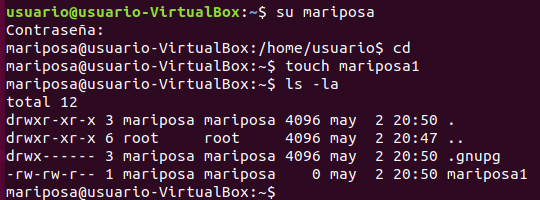 usuario@usuario-VirtualBox:~$ su mariposa
Contraseña:
mariposa@usuario-VirtualBox:/home/usuario$ cd
mariposa@usuario-VirtualBox:~$ touch mariposa1
mariposa@usuario-VirtualBox:~$ ls -la
total 12
drwxr-xr-x 3 mariposa mariposa 4096 may  2 20:50 .
drwxr-xr-x 6 root     root     4096 may  2 20:47 ..
drwx------ 3 mariposa mariposa 4096 may  2 20:50 .gnupg
-rw-rw-r-- 1 mariposa mariposa    0 may  2 20:50 mariposa1
mariposa@usuario-VirtualBox:~$